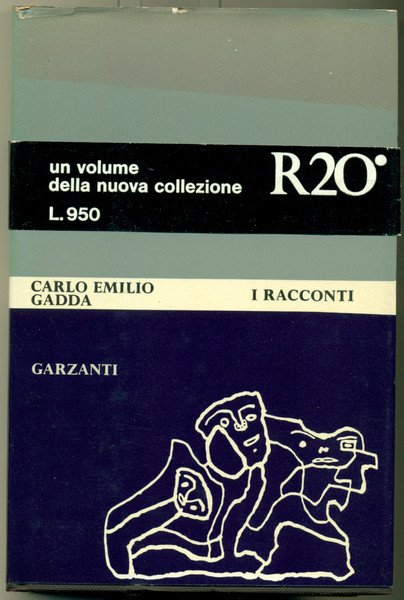 un volume
della nuova collezione
L. 950
R20°
CARLO EMILIO
GADDA
I RACCONTI
GARZANTI